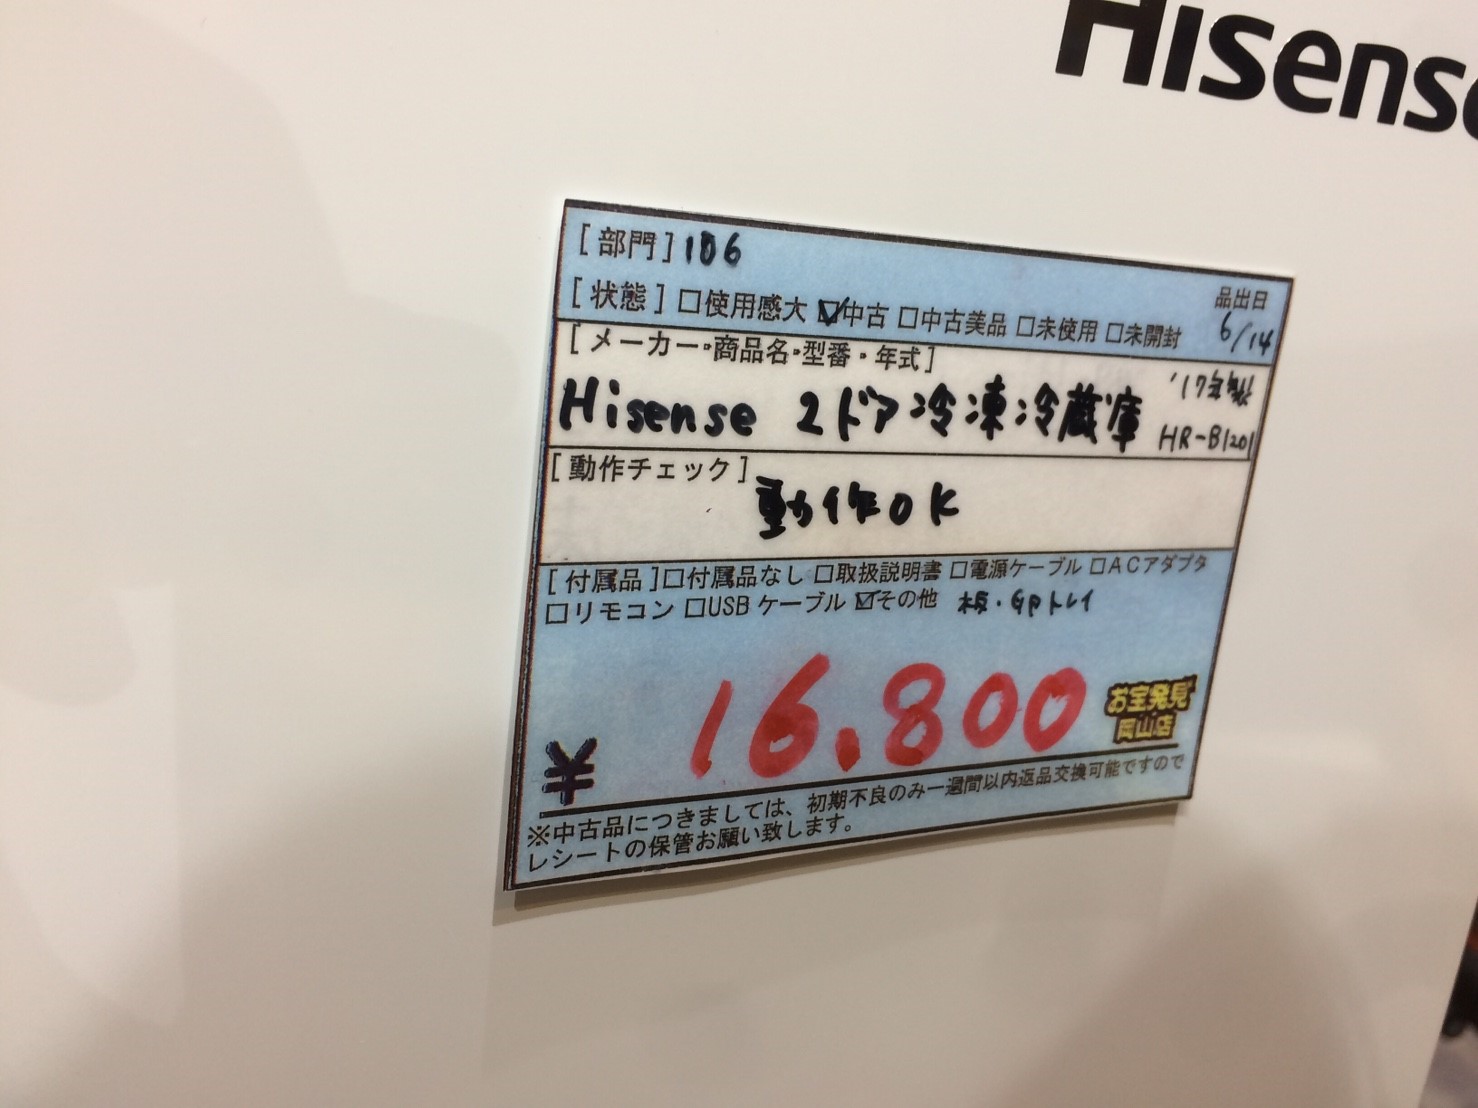 Hisense
[部門]106
[状態]□使用感大 ☑中古 □中古美品 □未使用 □未開封
品出日
6/14
[メーカー・商品名・型番・年式]
'17年製
Hisense 2ドア冷凍冷蔵庫
HR-B1201
[動作チェック]
動作OK
[付属品]□付属品なし □取扱説明書 □電源ケーブル □ACアダプタ
□リモコン □USBケーブル ☑その他 板・トレイ
¥ 16.800
お宝発見
岡山店
※中古品につきましては、初期不良のみ一週間以内返品交換可能ですので
レシートの保管お願い致します。